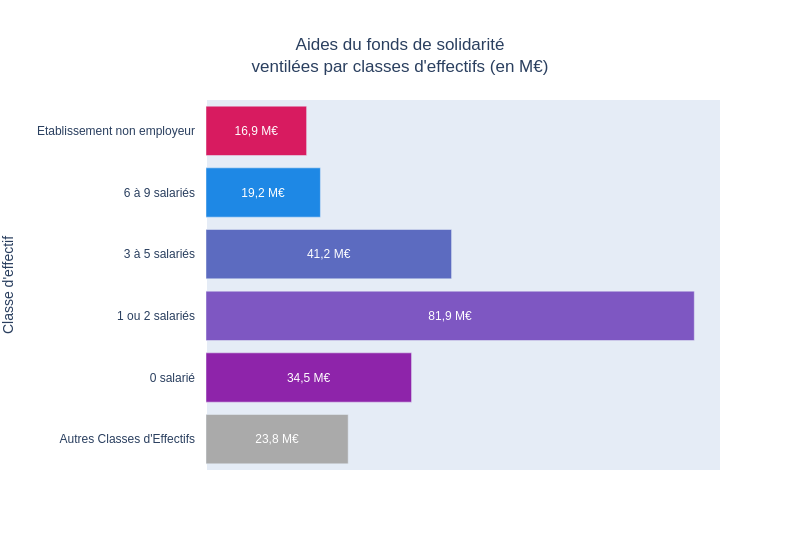 Aides du fonds de solidarité
ventilées par classes d'effectifs (en M€)
Classe d'effectif
Etablissement non employeur
16,9 M€
6 à 9 salariés
19,2 M€
3 à 5 salariés
41,2 M€
1 ou 2 salariés
81,9 M€
0 salarié
34,5 M€
Autres Classes d'Effectifs
23,8 M€